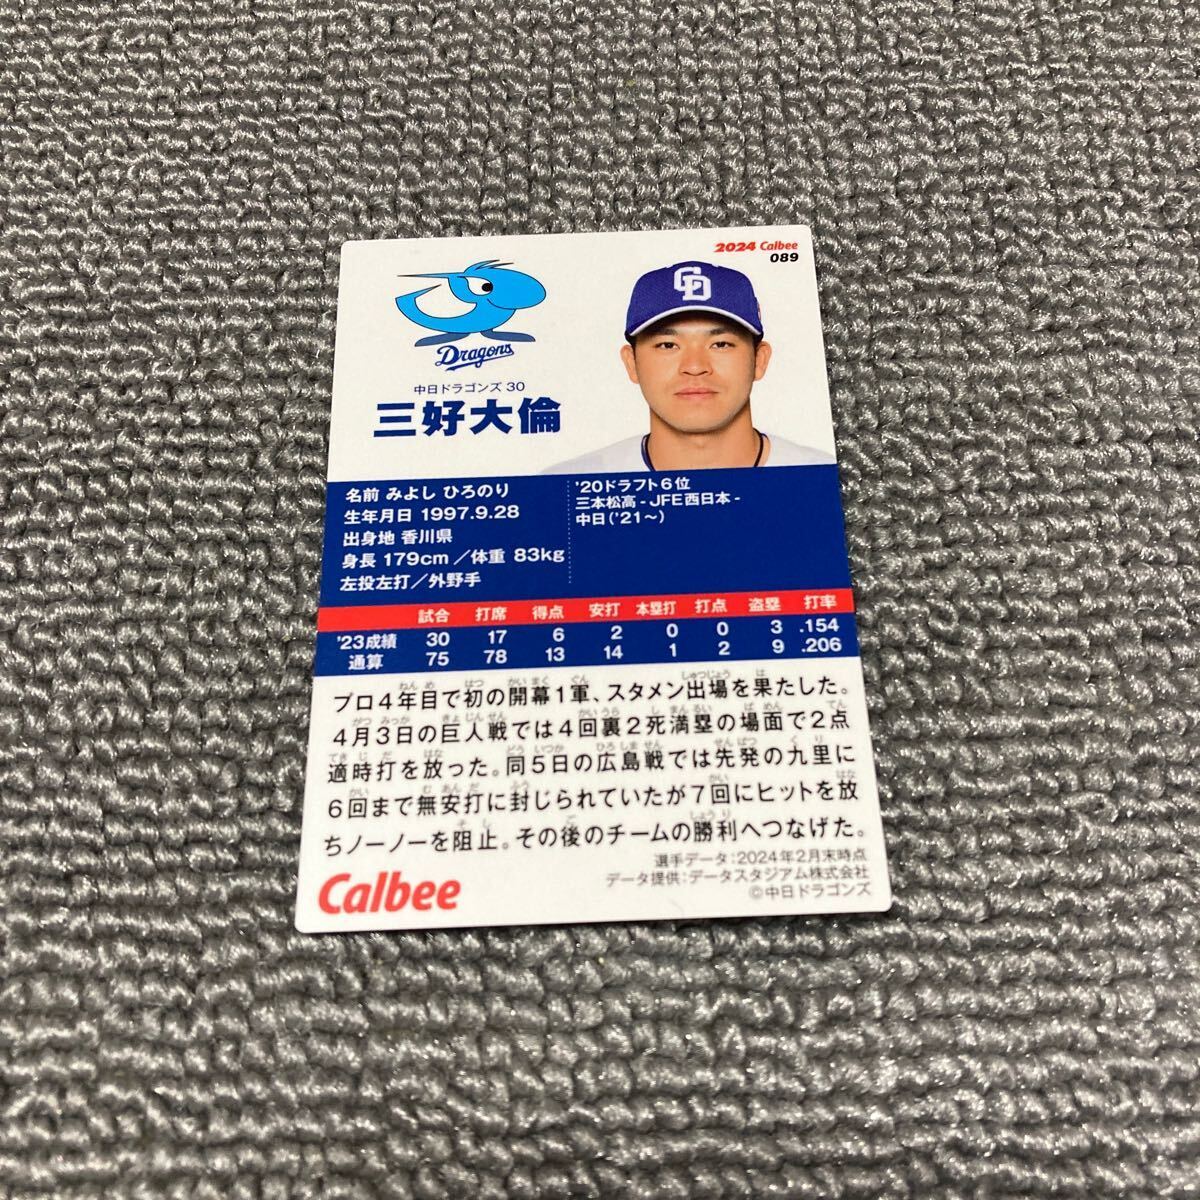 2024 Calbee
089
CD
Dragons
中日ドラゴンズ 30
三好大倫
名前 みよし ひろのり
生年月日 1997.9.28
出身地 香川県
身長 179cm／体重 83kg
左投左打／外野手
'20ドラフト6位
三本松高 - JFE西日本 -
中日('21～)
試合 打席 得点 安打 本塁打 打点 盗塁 打率
'23成績 30 17 6 2 0 0 3 .154
通算 75 78 13 14 1 2 9 .206
プロ4年目で初の開幕1軍、スタメン出場を果たした。
4月3日の巨人戦では4回裏2死満塁の場面で2点
適時打を放った。同5日の広島戦では先発の九里に
6回まで無安打に封じられていたが7回にヒットを放
ちノーノーを阻止。その後のチームの勝利へつなげた。
選手データ:2024年2月末時点
データ提供:データスタジアム株式会社
©中日ドラゴンズ
Calbee